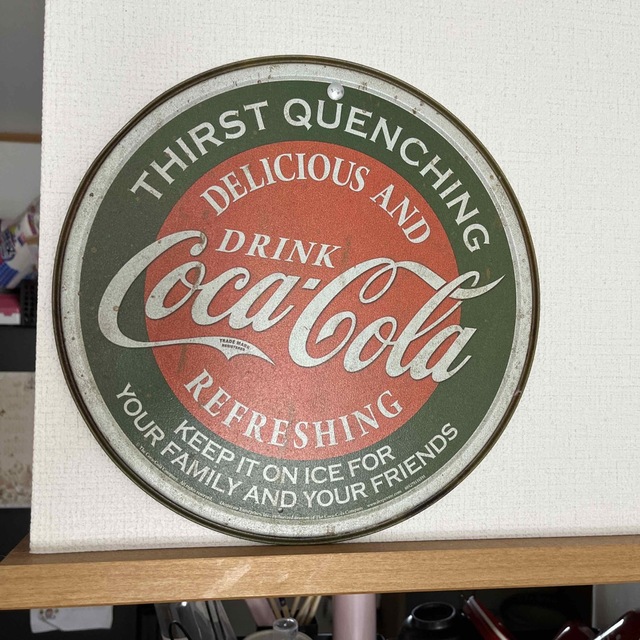 THIRST QUENCHING
DELICIOUS AND
DRINK
Coca-Cola
TRADE MARK
REGISTERED
REFRESHING
KEEP IT ON ICE FOR
YOUR FAMILY AND YOUR FRIENDS